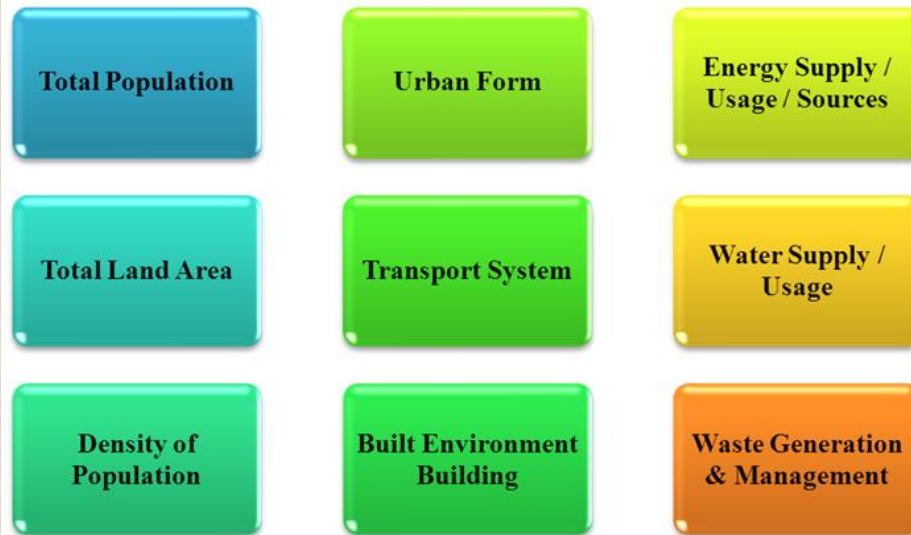 Total Population
Urban Form
Energy Supply /
Usage / Sources
Total Land Area
Transport System
Water Supply /
Usage
Density of
Population
Built Environment
Building
Waste Generation
& Management